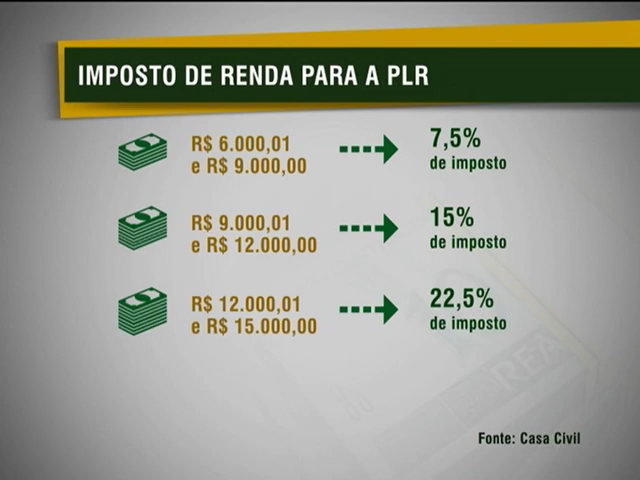 IMPOSTO DE RENDA PARA A PLR
R$ 6.000,01
e R$ 9.000,00
7,5%
de imposto
R$ 9.000,01
e R$ 12.000,00
15%
de imposto
R$ 12.000,01
e R$ 15.000,00
22,5%
de imposto
Fonte: Casa Civil